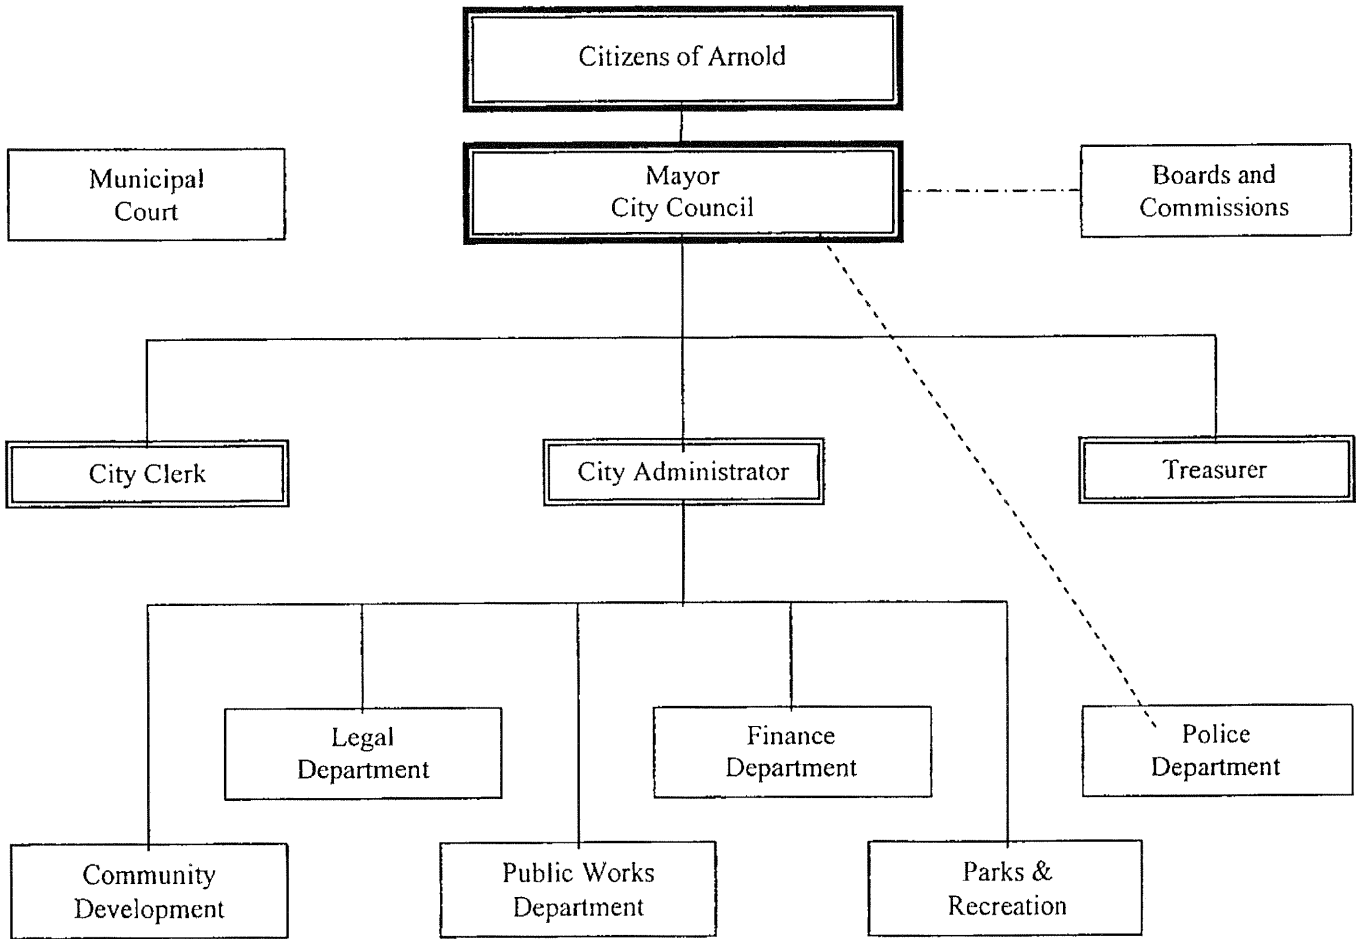 Citizens of Arnold
Municipal
Court
Mayor
City Council
Boards and
Commissions
City Clerk
City Administrator
Treasurer
Legal
Department
Finance
Department
Police
Department
Community
Development
Public Works
Department
Parks &
Recreation